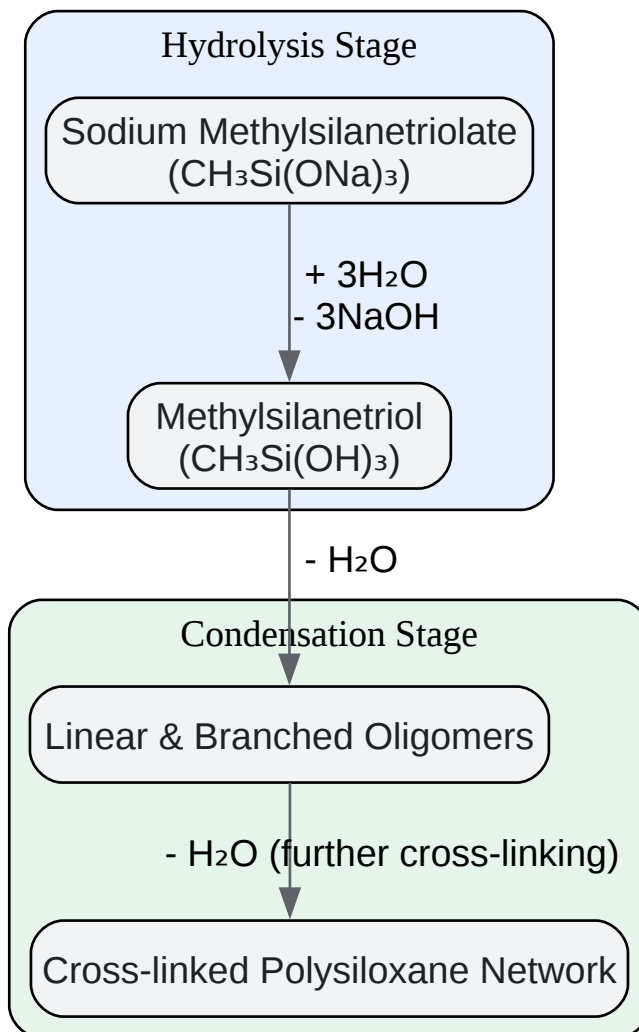 Hydrolysis Stage
Sodium Methylsilanetriolate
(CH₃Si(ONa)₃)
+ 3H₂O
- 3NaOH
Methylsilanetriol
(CH₃Si(OH)₃)
- H₂O
Condensation Stage
Linear & Branched Oligomers
- H₂O (further cross-linking)
Cross-linked Polysiloxane Network